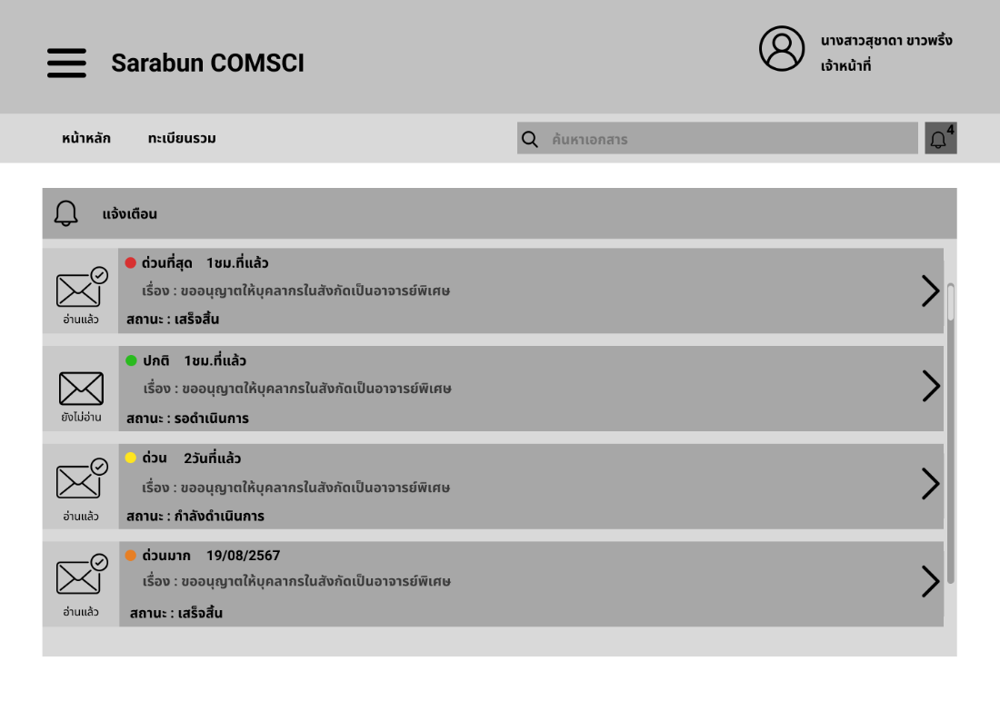 Sarabun COMSCI
นางสาวสุชาดา ขาวพริ้ง
เจ้าหน้าที่
หน้าหลัก ทะเบียนรวม
ค้นหาเอกสาร
4
แจ้งเตือน
ด่วนที่สุด 1ชม.ที่แล้ว
เรื่อง : ขออนุญาตให้บุคลากรในสังกัดเป็นอาจารย์พิเศษ
สถานะ : เสร็จสิ้น
อ่านแล้ว
ปกติ 1ชม.ที่แล้ว
เรื่อง : ขออนุญาตให้บุคลากรในสังกัดเป็นอาจารย์พิเศษ
สถานะ : รอดำเนินการ
ยังไม่อ่าน
ด่วน 2วันที่แล้ว
เรื่อง : ขออนุญาตให้บุคลากรในสังกัดเป็นอาจารย์พิเศษ
สถานะ : กำลังดำเนินการ
อ่านแล้ว
ด่วนมาก 19/08/2567
เรื่อง : ขออนุญาตให้บุคลากรในสังกัดเป็นอาจารย์พิเศษ
สถานะ : เสร็จสิ้น
อ่านแล้ว